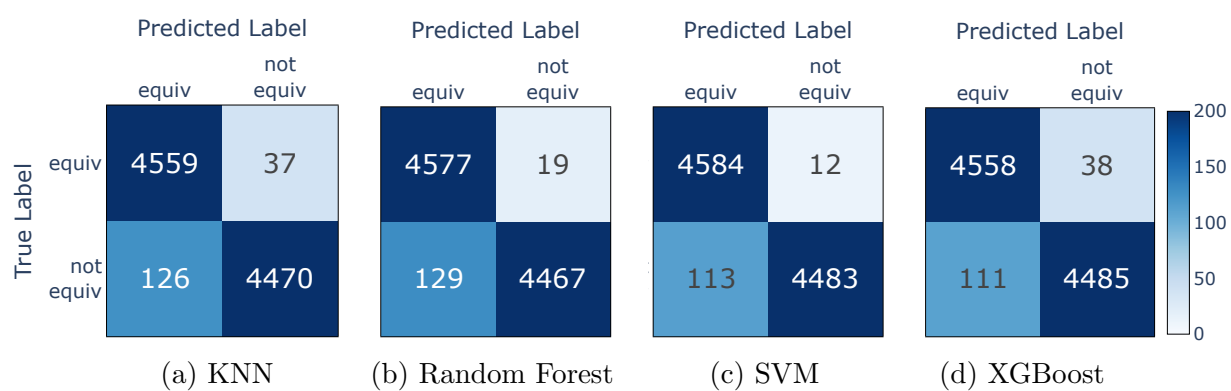 Predicted Label Predicted Label Predicted Label Predicted Label
equiv not equiv equiv not equiv equiv not equiv equiv not equiv
True Label
equiv 4559 37 4577 19 4584 12 4558 38
not equiv 126 4470 129 4467 113 4483 111 4485
200
150
100
50
0
(a) KNN (b) Random Forest (c) SVM (d) XGBoost